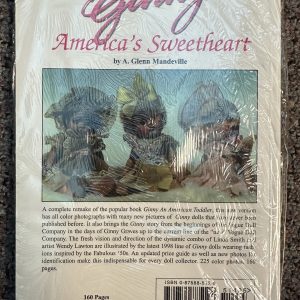 Ginny
America's Sweetheart
by A. Glenn Mandeville
A complete remake of the popular book Ginny An American Toddler, this new version
has all color photographs with many new pictures of Ginny dolls that have never been
published before. It also brings the Ginny story from the beginnings of the Vogue Doll
Company in the days of Ginny Graves up to the current line of the "new" Vogue Doll
Company. The fresh vision and direction of the dynamic combo of Linda Smith and
artist Wendy Lawton are illustrated by the latest 1998 line of Ginny dolls wearing
ions inspired by the Fabulous '50s. An updated price guide as well as new photos for
identification make this indispensable for every doll collector. 225 color photos. 166
pages.
ISBN 0-87588-5
160 Pages